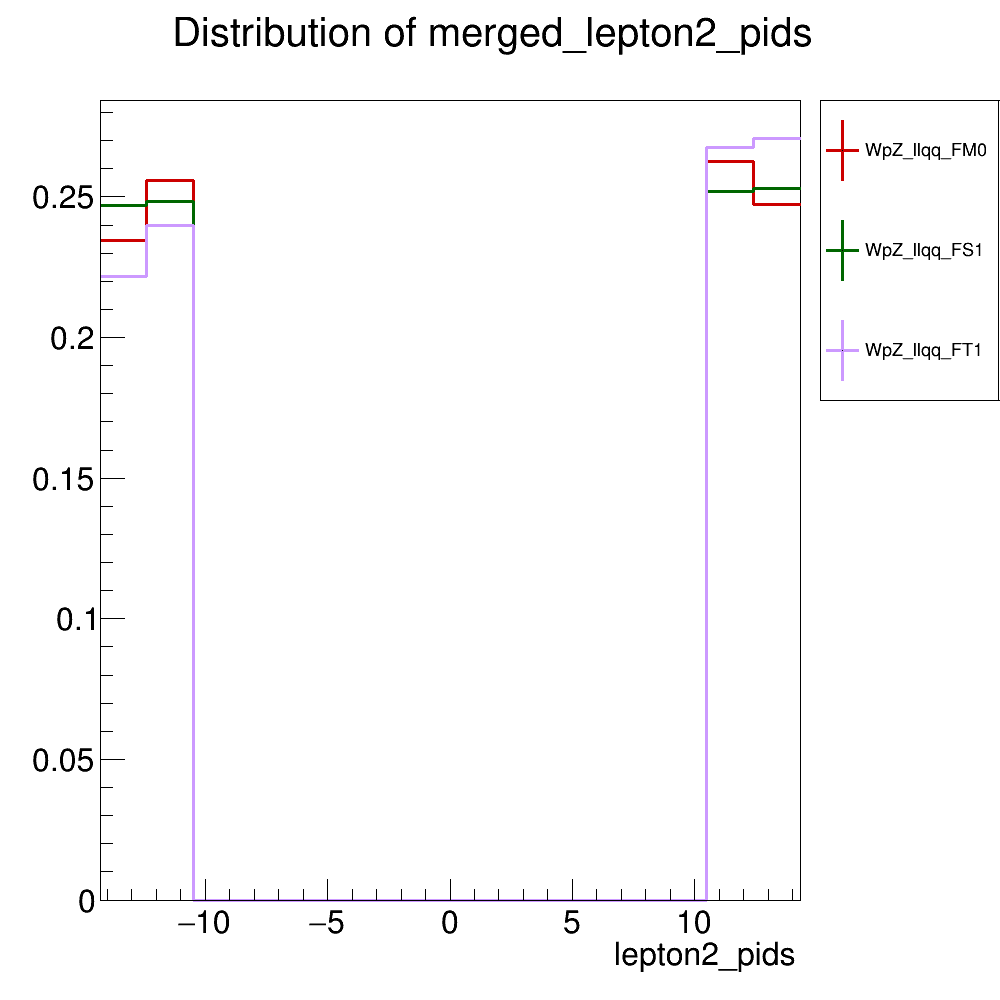 Distribution of merged_lepton2_pids
0.25
0.2
0.15
0.1
0.05
0
−10
−5
0
5
10
lepton2_pids
WpZ_llqq_FM0
WpZ_llqq_FS1
WpZ_llqq_FT1